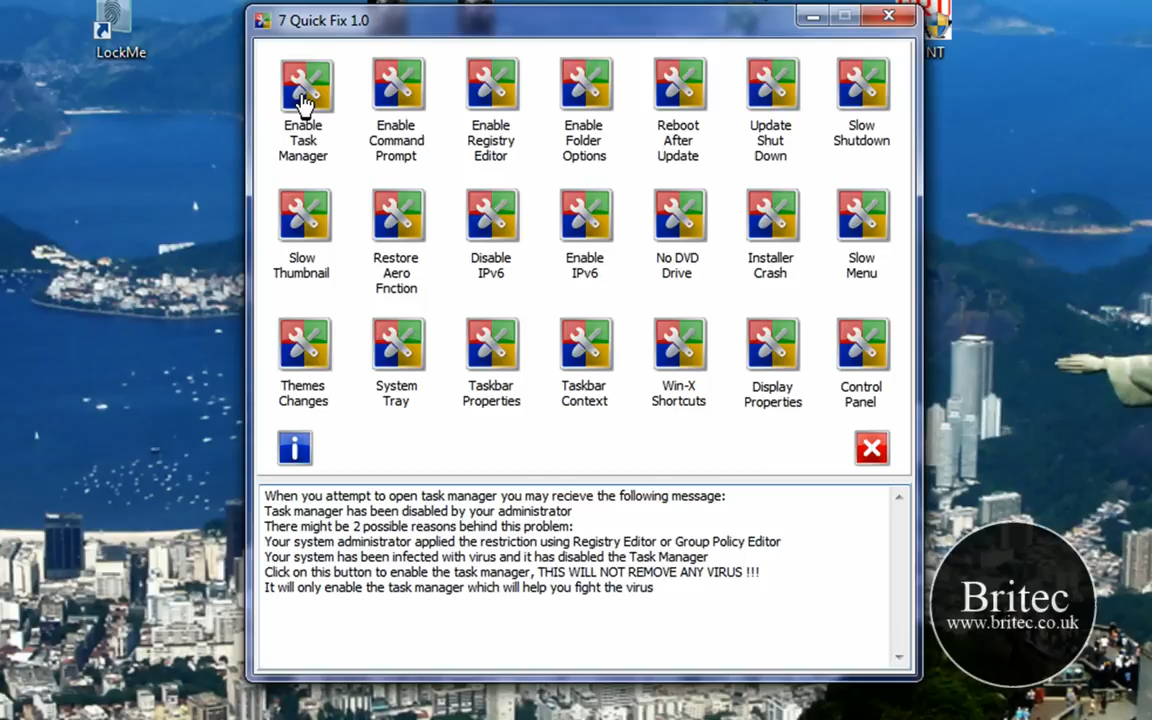 LockMe
7 Quick Fix 1.0
NT
Enable
Task
Manager
Enable
Command
Prompt
Enable
Registry
Editor
Enable
Folder
Options
Reboot
After
Update
Update
Shut
Down
Slow
Shutdown
Slow
Thumbnail
Restore
Aero
Fnction
Disable
IPv6
Enable
IPv6
No DVD
Drive
Installer
Crash
Slow
Menu
Themes
Changes
System
Tray
Taskbar
Properties
Taskbar
Context
Win-X
Shortcuts
Display
Properties
Control
Panel
When you attempt to open task manager you may recieve the following message:
Task manager has been disabled by your administrator
There might be 2 possible reasons behind this problem:
Your system administrator applied the restriction using Registry Editor or Group Policy Editor
Your system has been infected with virus and it has disabled the Task Manager
Click on this button to enable the task manager, THIS WILL NOT REMOVE ANY VIRUS !!!
It will only enable the task manager which will help you fight the virus
Britec
www.britec.co.uk